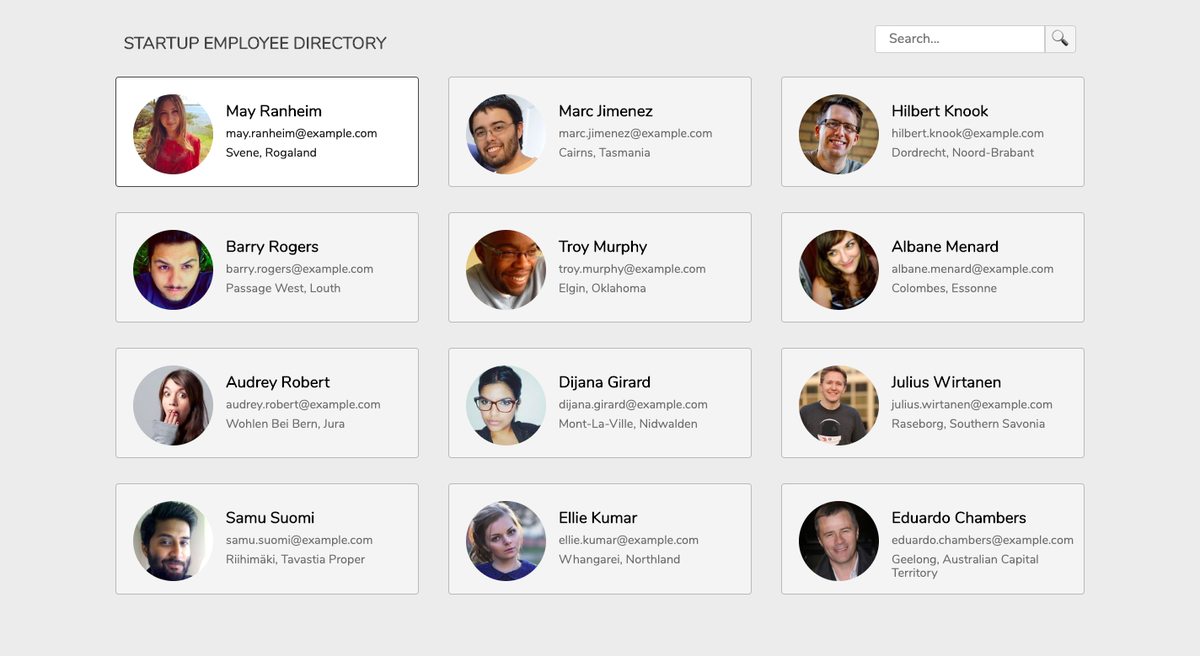 STARTUP EMPLOYEE DIRECTORY
Search...
May Ranheim
may.ranheim@example.com
Svene, Rogaland
Marc Jimenez
marc.jimenez@example.com
Cairns, Tasmania
Hilbert Knook
hilbert.knook@example.com
Dordrecht, Noord-Brabant
Barry Rogers
barry.rogers@example.com
Passage West, Louth
Troy Murphy
troy.murphy@example.com
Elgin, Oklahoma
Albane Menard
albane.menard@example.com
Colombes, Essonne
Audrey Robert
audrey.robert@example.com
Wohlen Bei Bern, Jura
Dijana Girard
dijana.girard@example.com
Mont-La-Ville, Nidwalden
Julius Wirtanen
julius.wirtanen@example.com
Raseborg, Southern Savonia
Samu Suomi
samu.suomi@example.com
Riihimäki, Tavastia Proper
Ellie Kumar
ellie.kumar@example.com
Whangarei, Northland
Eduardo Chambers
eduardo.chambers@example.com
Geelong, Australian Capital
Territory